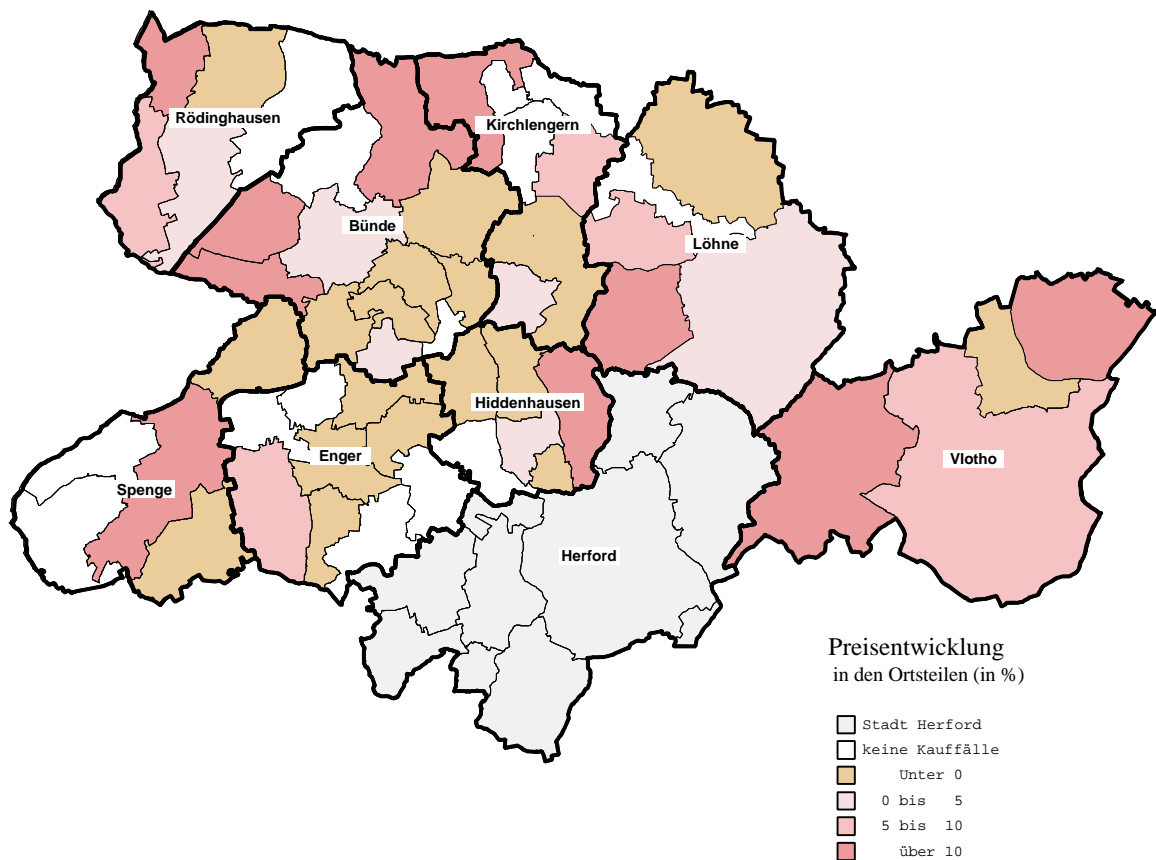 Rödinghausen
Kirchlengern
Bünde
Löhne
Hiddenhausen
Enger
Vlotho
Spenge
Herford
Preisentwicklung
in den Ortsteilen (in %)
Stadt Herford
keine Kauffälle
Unter 0
0 bis 5
5 bis 10
über 10